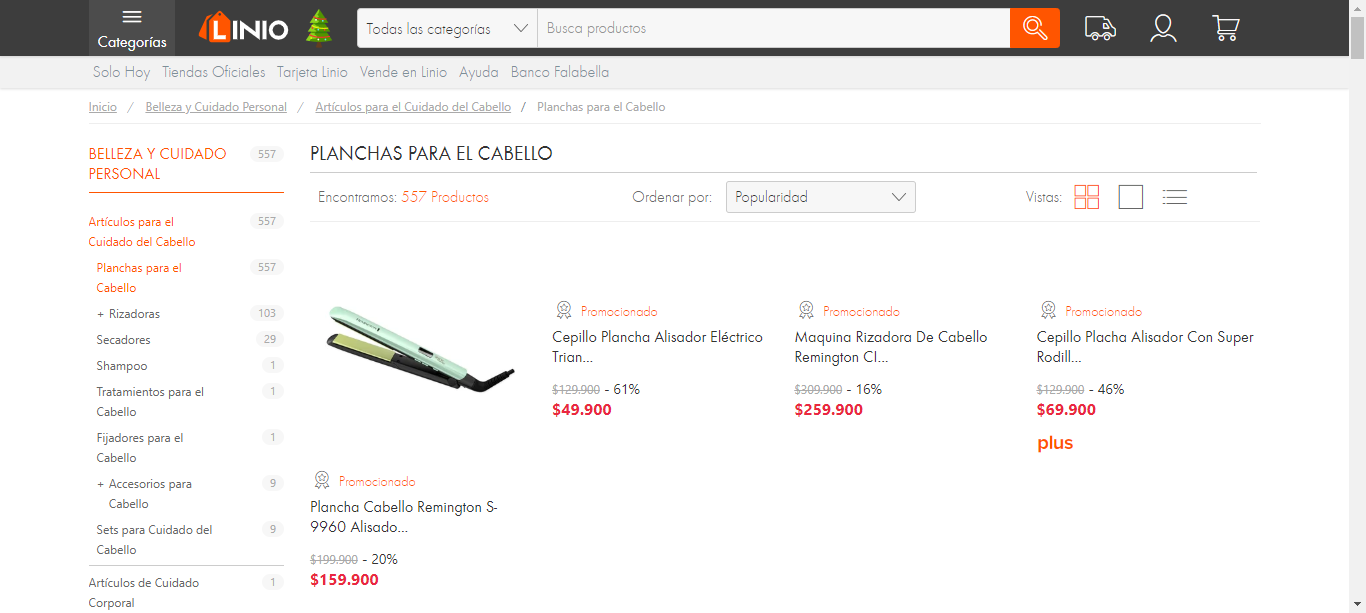 Categorías
LINIO
Todas las categorías
Busca productos
Solo Hoy
Tiendas Oficiales
Tarjeta Linio
Vende en Linio
Ayuda
Banco Falabella
Inicio / Belleza y Cuidado Personal / Artículos para el Cuidado del Cabello / Planchas para el Cabello
BELLEZA Y CUIDADO
PERSONAL
557
Artículos para el
Cuidado del Cabello
557
Planchas para el
Cabello
557
+ Rizadoras
103
Secadores
29
Shampoo
1
Tratamientos para el
Cabello
1
Fijadores para el
Cabello
1
+ Accesorios para
Cabello
9
Sets para Cuidado del
Cabello
9
Artículos de Cuidado
Corporal
1
PLANCHAS PARA EL CABELLO
Encontramos: 557 Productos
Ordenar por:
Popularidad
Vistas:
Promocionado
Cepillo Plancha Alisador Eléctrico
Trian...
$129.900 - 61%
$49.900
Promocionado
Maquina Rizadora De Cabello
Remington CI...
$309.900 - 16%
$259.900
Promocionado
Cepillo Placha Alisador Con Super
Rodill...
$129.900 - 46%
$69.900
plus
Promocionado
Plancha Cabello Remington S-
9960 Alisado...
$199.900 - 20%
$159.900